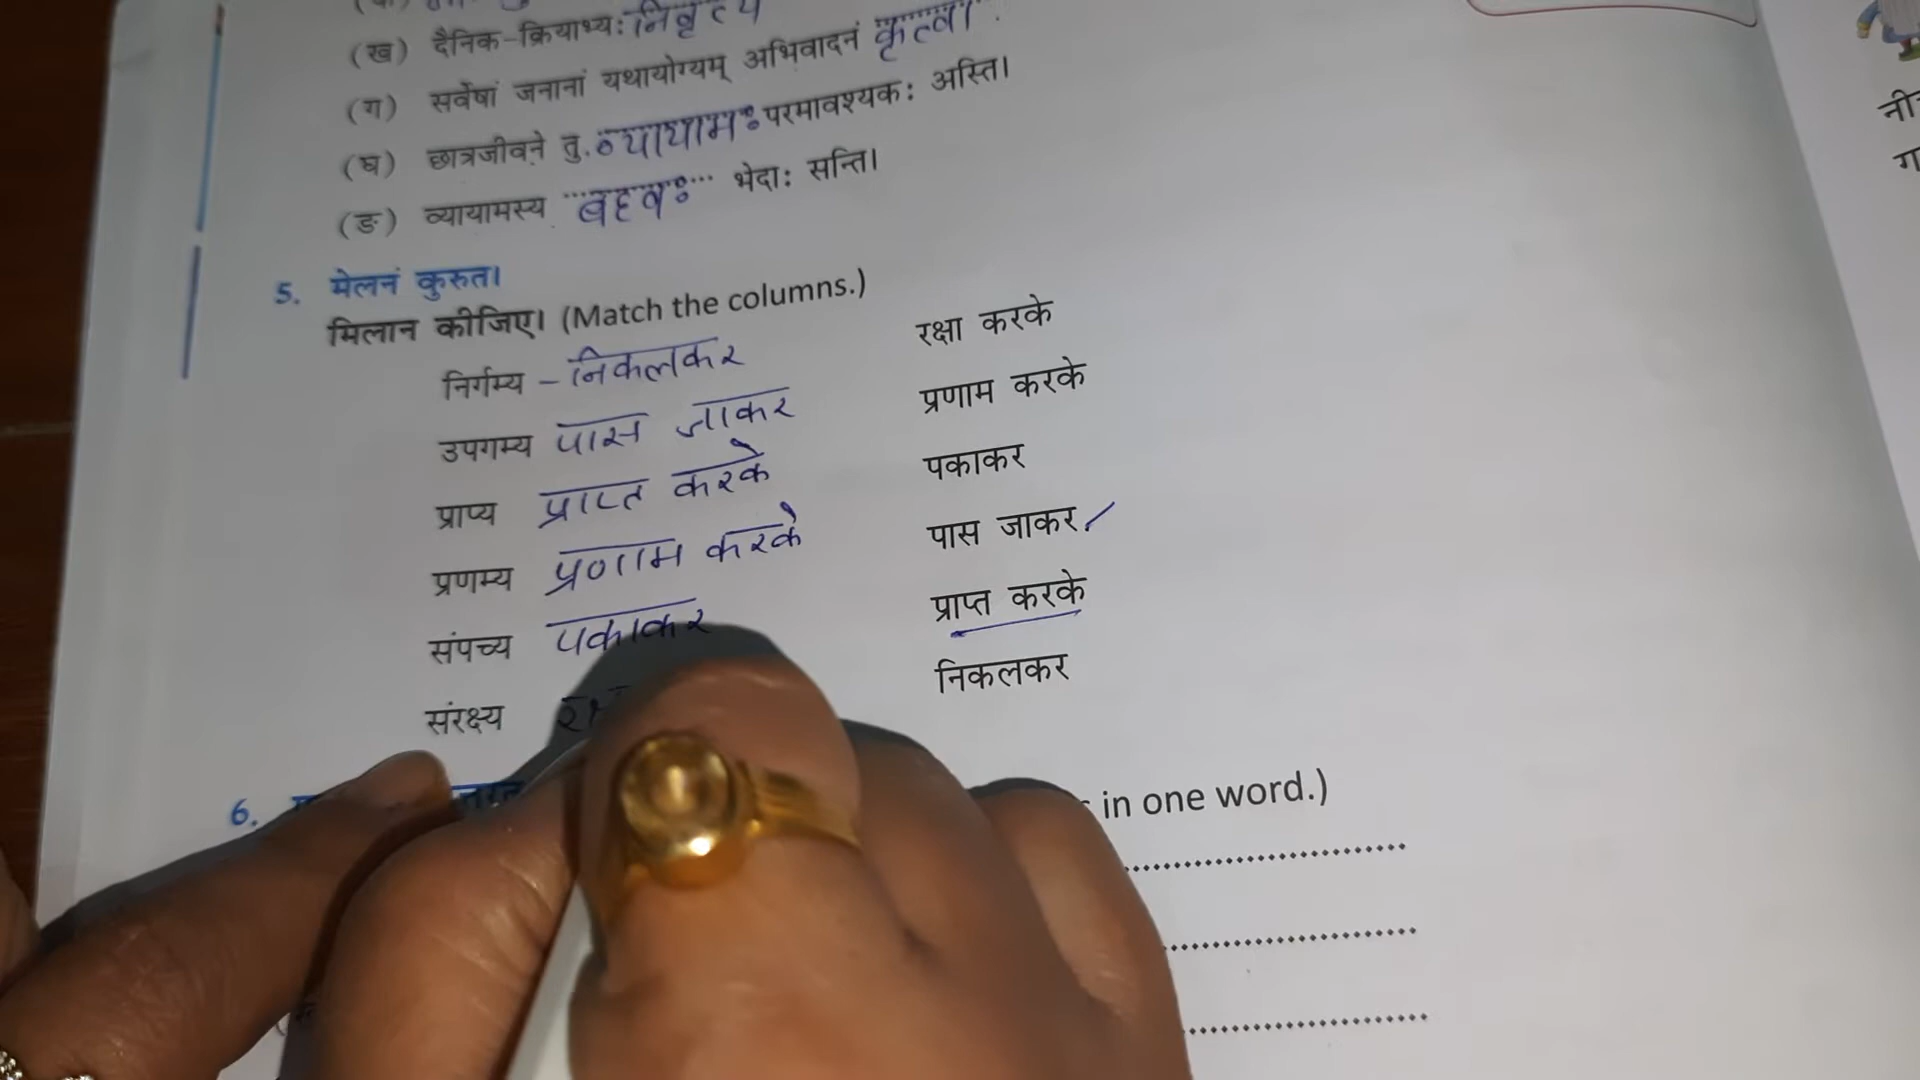 (ख) दैनिक-क्रियाभ्यः निवृत्य
(ग) सर्वेषां जनानां यथायोग्यम् अभिवादनं कृत्वा
(घ) छात्रजीवने तु व्यायामः परमावश्यकः अस्ति।
(ङ) व्यायामस्य बहवः भेदाः सन्ति।
5. मेलनं कुरुत।
मिलान कीजिए। (Match the columns.)
निर्गम्य – निकलकर रक्षा करके
उपगम्य पास जाकर प्रणाम करके
प्राप्य प्राप्त करके पकाकर
प्रणम्य प्रणाम करके पास जाकर
संपच्य पकाकर प्राप्त करके
संरक्ष्य निकलकर
6. in one word.)